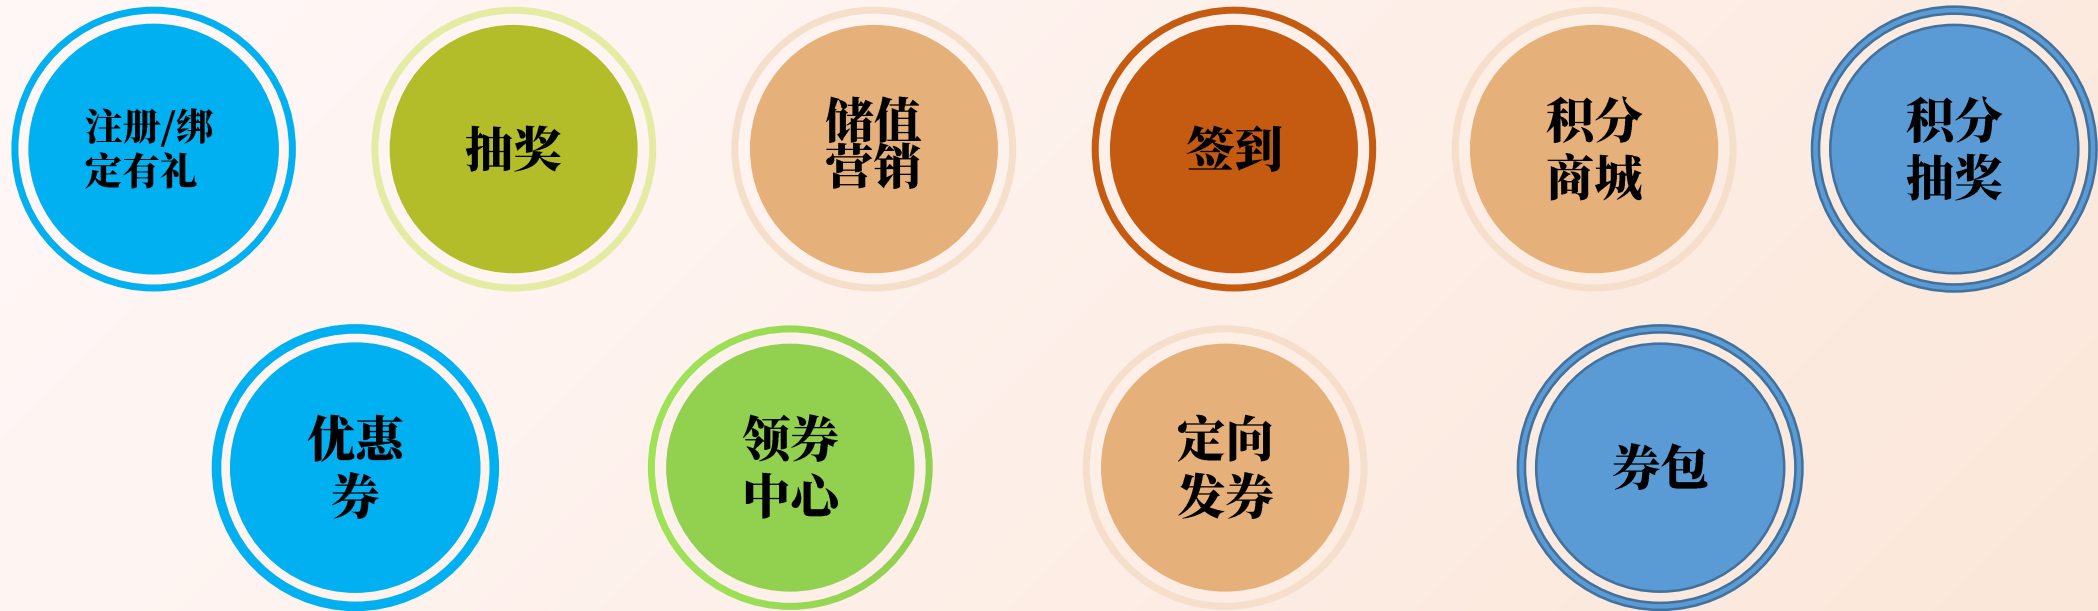 注册/绑
定有礼
抽奖
储值
营销
签到
积分
商城
积分
抽奖
优惠
券
领券
中心
定向
发券
券包